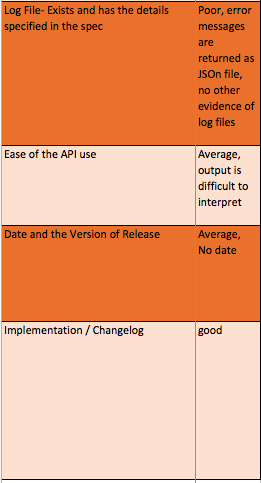 Log File- Exists and has the details
specified in the spec
Poor, error
messages
are
returned as
JSOn file,
no other
evidence of
log files
Ease of the API use
Average,
output is
difficult to
interpret
Date and the Version of Release
Average,
No date
Implementation / Changelog
good